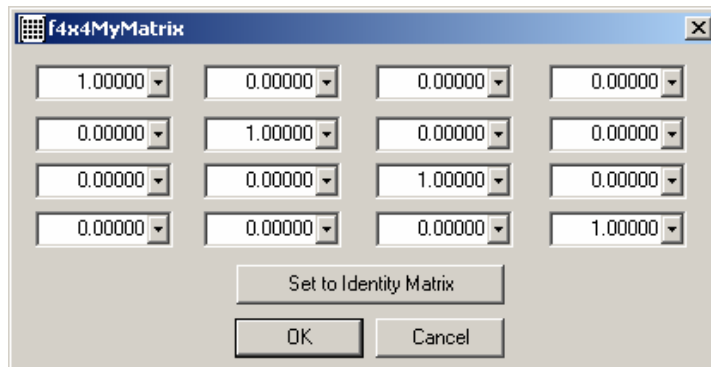 f4x4MyMatrix
1.00000 0.00000 0.00000 0.00000
0.00000 1.00000 0.00000 0.00000
0.00000 0.00000 1.00000 0.00000
0.00000 0.00000 0.00000 1.00000
Set to Identity Matrix
OK Cancel